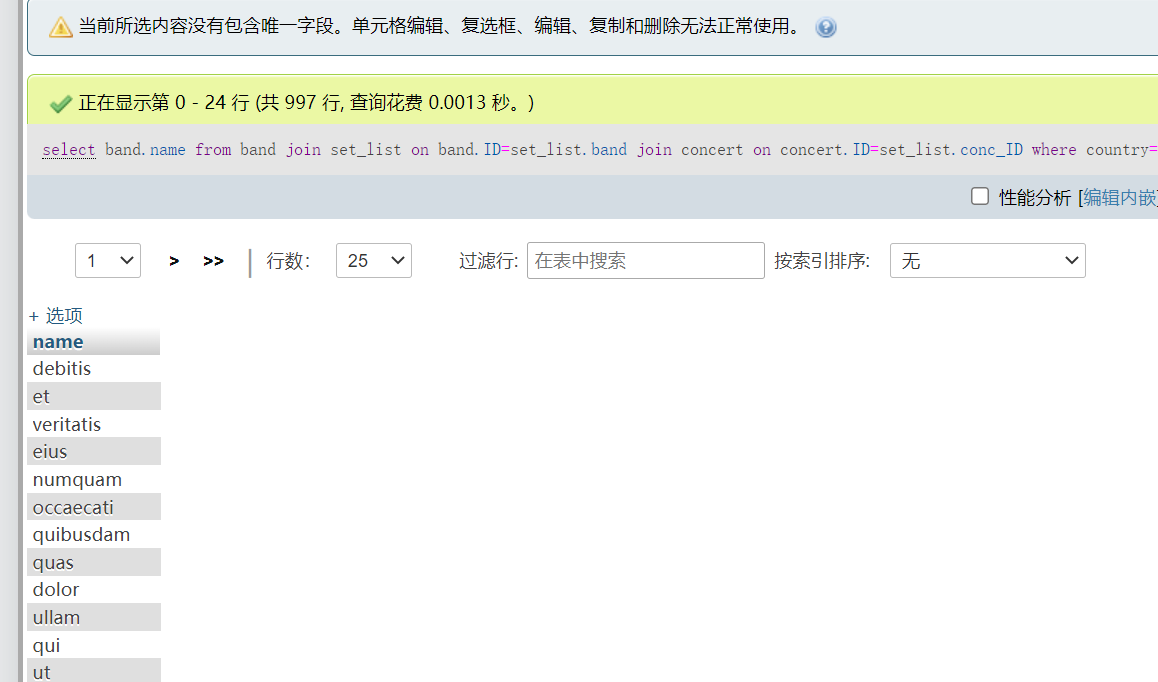 当前所选内容没有包含唯一字段。单元格编辑、复选框、编辑、复制和删除无法正常使用。
正在显示第 0 - 24 行 (共 997 行, 查询花费 0.0013 秒。)
select band.name from band join set_list on band.ID=set_list.band join concert on concert.ID=set_list.conc_ID where country=
性能分析 [编辑内嵌]
1 > >> | 行数: 25 过滤行: 在表中搜索 按索引排序: 无
+ 选项
name
debitis
et
veritatis
eius
numquam
occaecati
quibusdam
quas
dolor
ullam
qui
ut